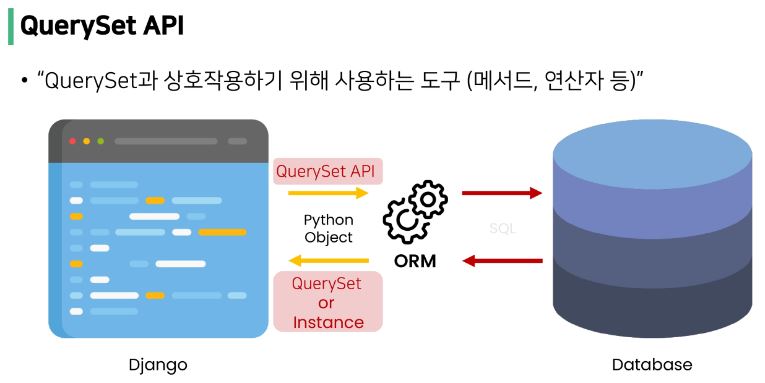 QuerySet API
• “QuerySet과 상호작용하기 위해 사용하는 도구 (메서드, 연산자 등)”
QuerySet API
Python
Object
ORM
SQL
QuerySet
or
Instance
Django
Database